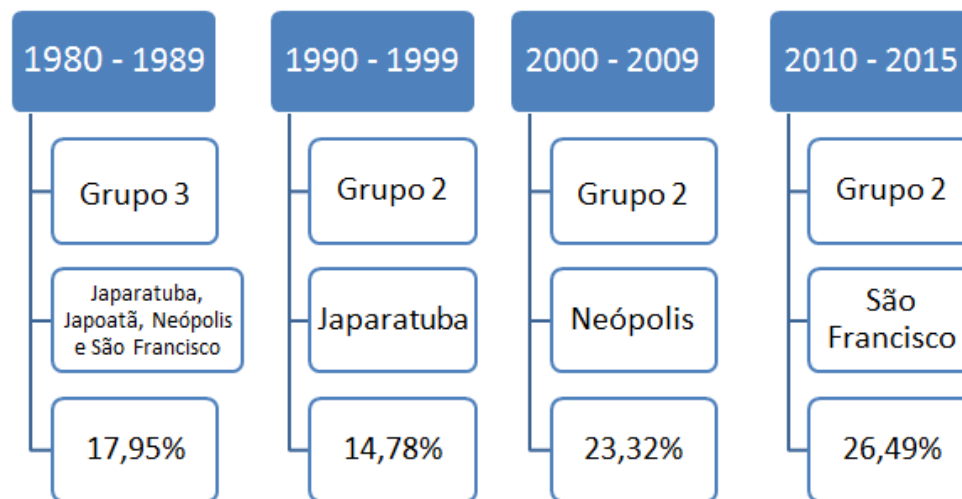 1980 - 1989
Grupo 3
Japaratuba,
Japoatã, Neópolis
e São Francisco
17,95%
1990 - 1999
Grupo 2
Japaratuba
14,78%
2000 - 2009
Grupo 2
Neópolis
23,32%
2010 - 2015
Grupo 2
São
Francisco
26,49%